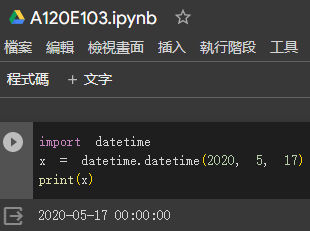 A120E103.ipynb
檔案 編輯 檢視畫面 插入 執行階段 工具
程式碼 + 文字
import datetime
x = datetime.datetime(2020, 5, 17)
print(x)
2020-05-17 00:00:00